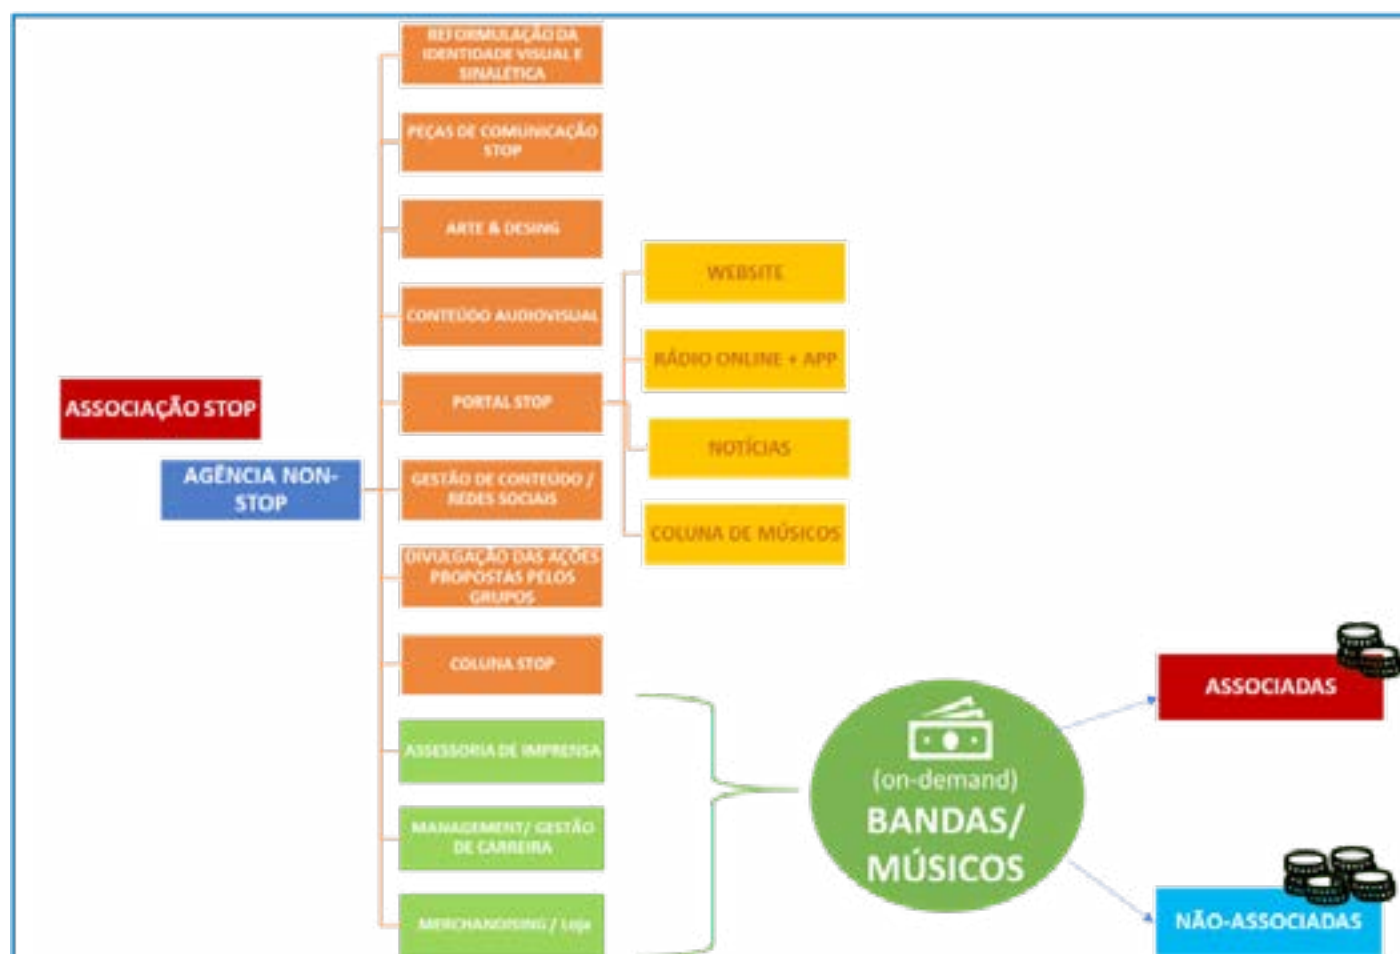 REFORMULAÇÃO DA
IDENTIDADE VISUAL E
SINALÉTICA
PEÇAS DE COMUNICAÇÃO
STOP
ARTE & DESING
CONTEÚDO AUDIOVISUAL
PORTAL STOP
GESTÃO DE CONTEÚDO /
REDES SOCIAIS
DIVULGAÇÃO DAS AÇÕES
PROPOSTAS PELOS
GRUPOS
COLUNA STOP
ASSESSORIA DE IMPRENSA
MANAGEMENT/ GESTÃO
DE CARREIRA
MERCHANDISING / Loja
ASSOCIAÇÃO STOP
AGÊNCIA NON-
STOP
WEBSITE
RÁDIO ONLINE + APP
NOTÍCIAS
COLUNA DE MÚSICOS
(on-demand)
BANDAS/
MÚSICOS
ASSOCIADAS
NÃO-ASSOCIADAS